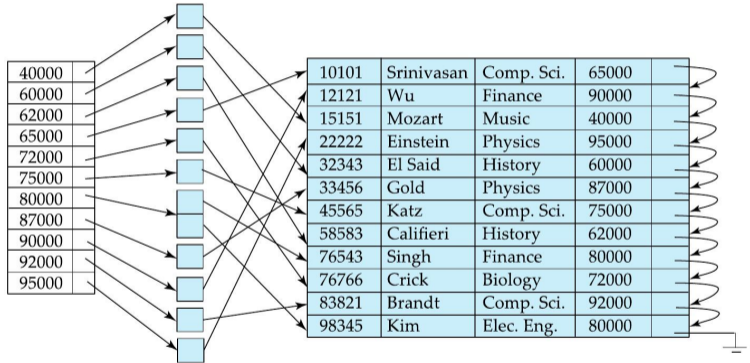 40000
60000
62000
65000
72000
75000
80000
87000
90000
92000
95000
10101 Srinivasan Comp. Sci. 65000
12121 Wu Finance 90000
15151 Mozart Music 40000
22222 Einstein Physics 95000
32343 El Said History 60000
33456 Gold Physics 87000
45565 Katz Comp. Sci. 75000
58583 Califieri History 62000
76543 Singh Finance 80000
76766 Crick Biology 72000
83821 Brandt Comp. Sci. 92000
98345 Kim Elec. Eng. 80000